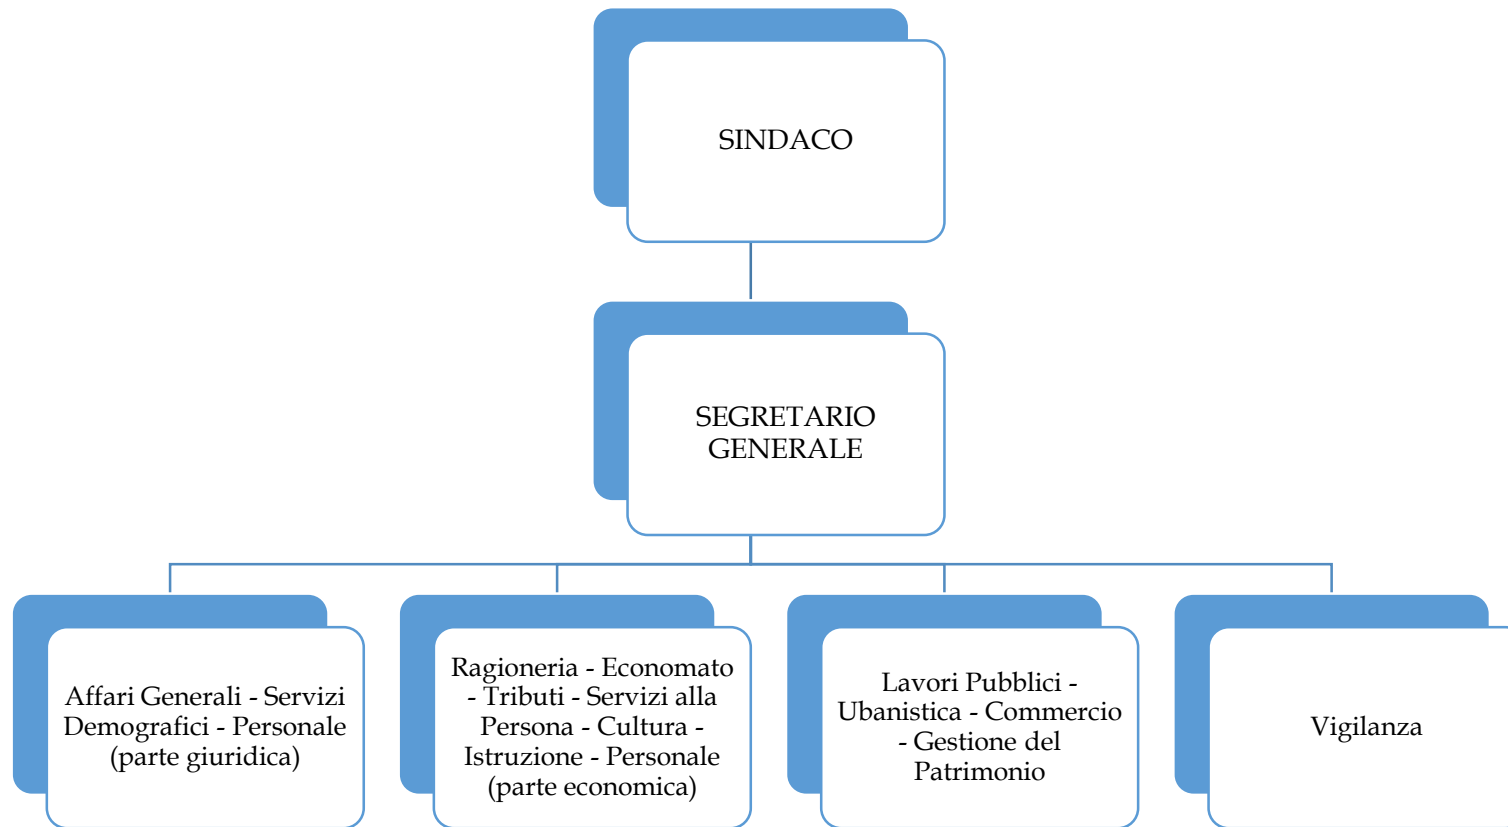 SINDACO
SEGRETARIO
GENERALE
Affari Generali - Servizi
Demografici - Personale
(parte giuridica)
Ragioneria - Economato
- Tributi - Servizi alla
Persona - Cultura -
Istruzione - Personale
(parte economica)
Lavori Pubblici -
Ubanistica - Commercio
- Gestione del
Patrimonio
Vigilanza